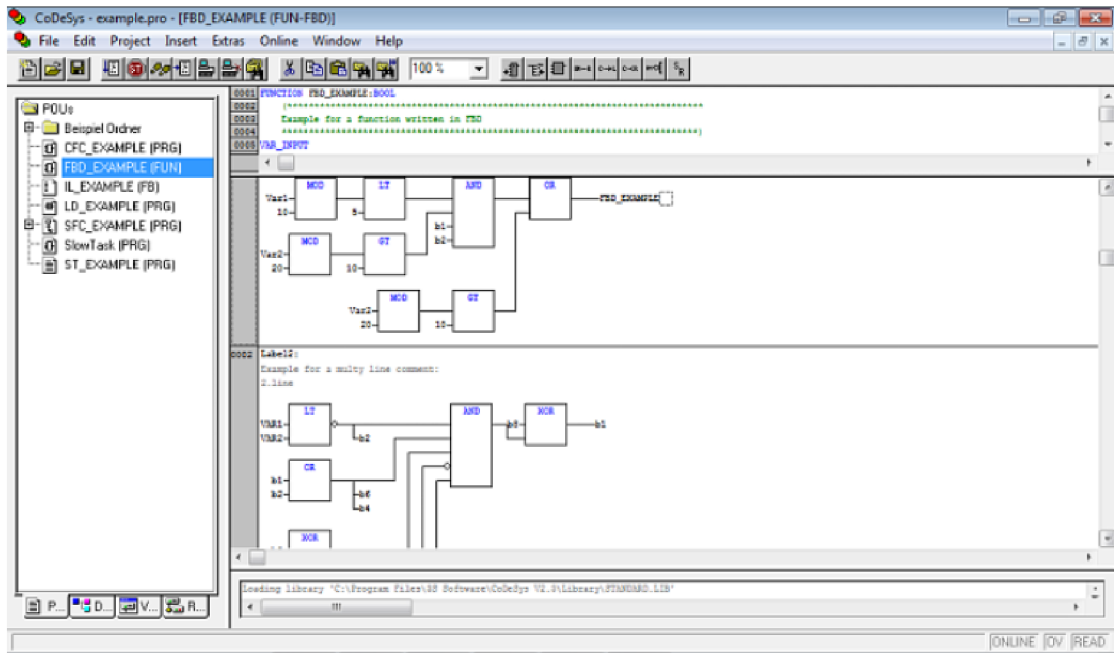 CoDeSys - example.pro - [FBD_EXAMPLE (FUN-FBD)]
File Edit Project Insert Extras Online Window Help
100 %
POUs
Beispiel Ordner
CFC_EXAMPLE (PRG)
FBD_EXAMPLE (FUN)
IL_EXAMPLE (FB)
LD_EXAMPLE (PRG)
SFC_EXAMPLE (PRG)
SlowTask (PRG)
ST_EXAMPLE (PRG)
P... D... V... R...
0001 FUNCTION FBD_EXAMPLE:BOOL
0002
0003 Example for a function written in FBD
0004
0005 VAR_INPUT
MOD LT AND OR
Var1 FBD_EXAMPLE
10 5
b1
MOD GT b2
Var2
20 10
MOD GT
Var2
20 10
0002 Label2:
Example for a multy line comment:
2.line
LT AND XOR
VAR1 b1
VAR2 b2
OR
b1
b2 b6
b4
XOR
Loading library 'C:\Program Files\3S Software\CoDeSys V2.3\Library\STANDARD.LIB'
ONLINE OV READ